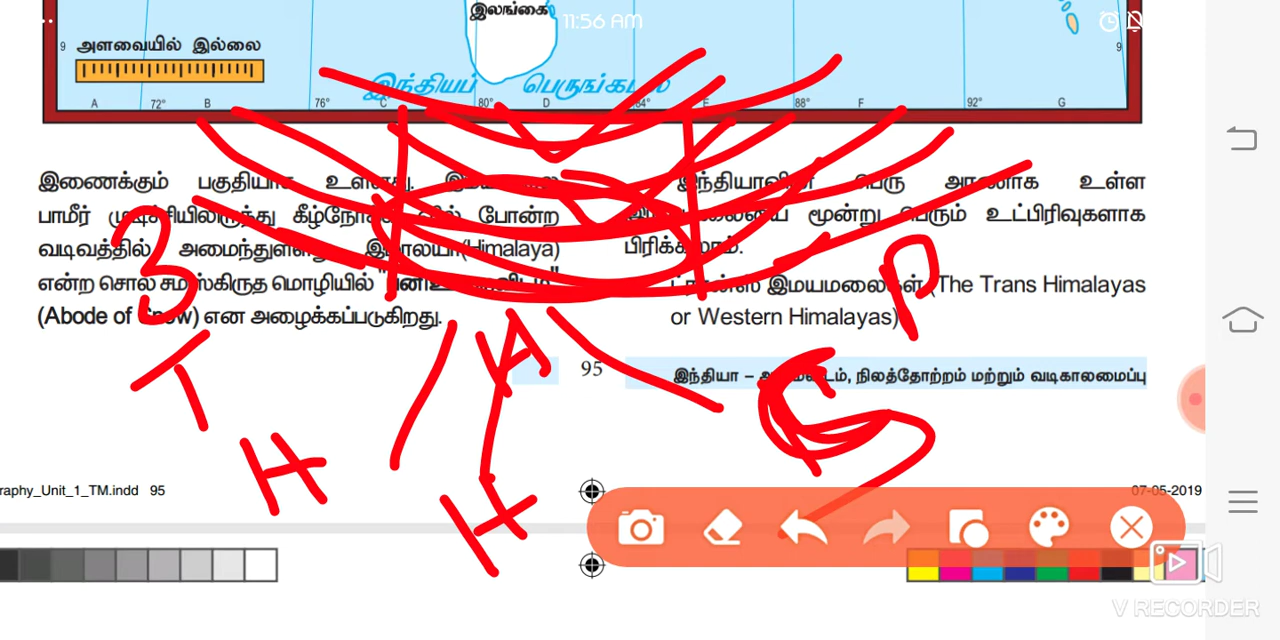 இலங்கை
11:56 AM
9 அளவையில் இல்லை 9
இந்தியப் பெருங்கடல்
A 72° B 76° C 80° D 84° E 88° F 92° G
இணைக்கும் பகுதியாக உள்ளது. இமயமலை
பாமீர் முடிச்சியிலிருந்து கீழ்நோக்கி வில் போன்ற
வடிவத்தில் அமைந்துள்ளது. இமாலயா(Himalaya)
என்ற சொல் சமஸ்கிருத மொழியில்
(Abode of Snow) என அழைக்கப்படுகிறது.
இந்தியாவின் பெரு அரணாக உள்ள
மூன்று பெரும் உட்பிரிவுகளாக
பிரிக்கலாம்.
ட்ரான்ஸ் இமயமலைகள் (The Trans Himalayas
or Western Himalayas)
3
P
T
H
H
95
இந்தியா – அமைவிடம், நிலத்தோற்றம் மற்றும் வடிகாலமைப்பு
raphy_Unit_1_TM.indd 95
07-05-2019
V RECORDER